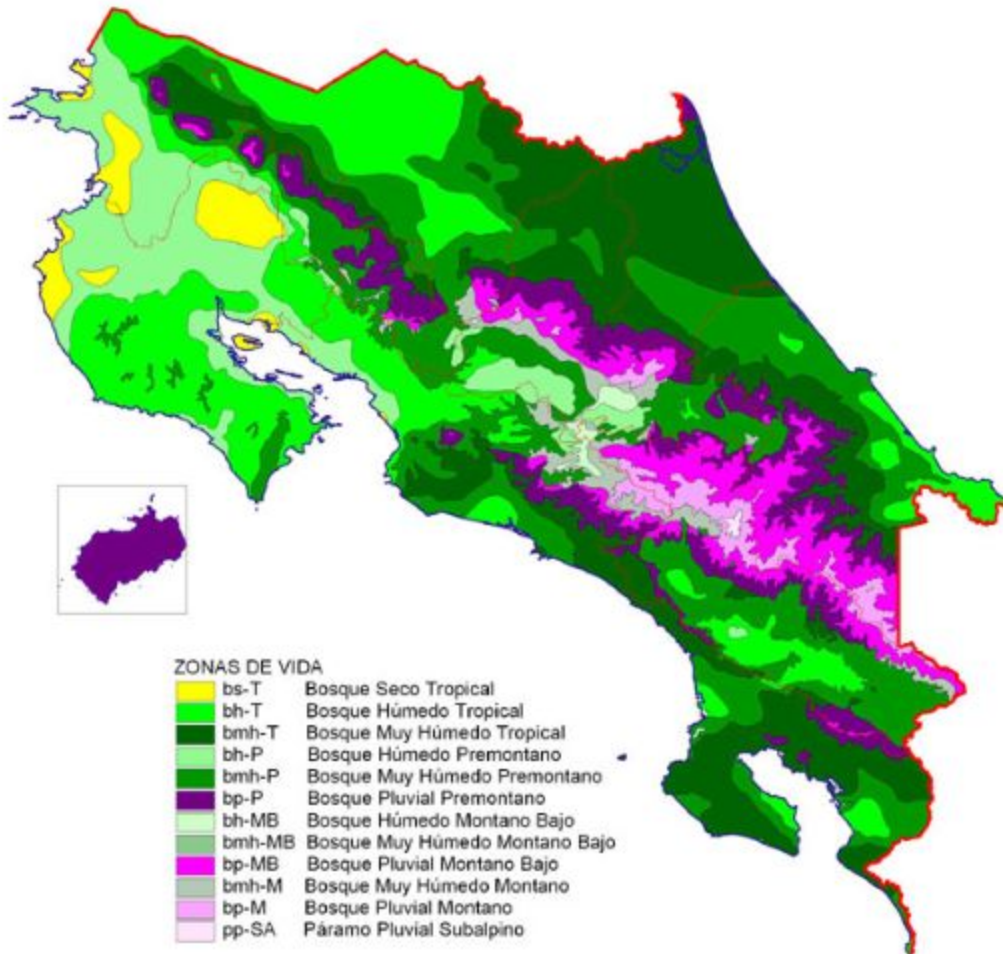 ZONAS DE VIDA
bs-T Bosque Seco Tropical
bh-T Bosque Húmedo Tropical
bmh-T Bosque Muy Húmedo Tropical
bh-P Bosque Húmedo Premontano
bmh-P Bosque Muy Húmedo Premontano
bp-P Bosque Pluvial Premontano
bh-MB Bosque Húmedo Montano Bajo
bmh-MB Bosque Muy Húmedo Montano Bajo
bp-MB Bosque Pluvial Montano Bajo
bmh-M Bosque Muy Húmedo Montano
bp-M Bosque Pluvial Montano
pp-SA Páramo Pluvial Subalpino